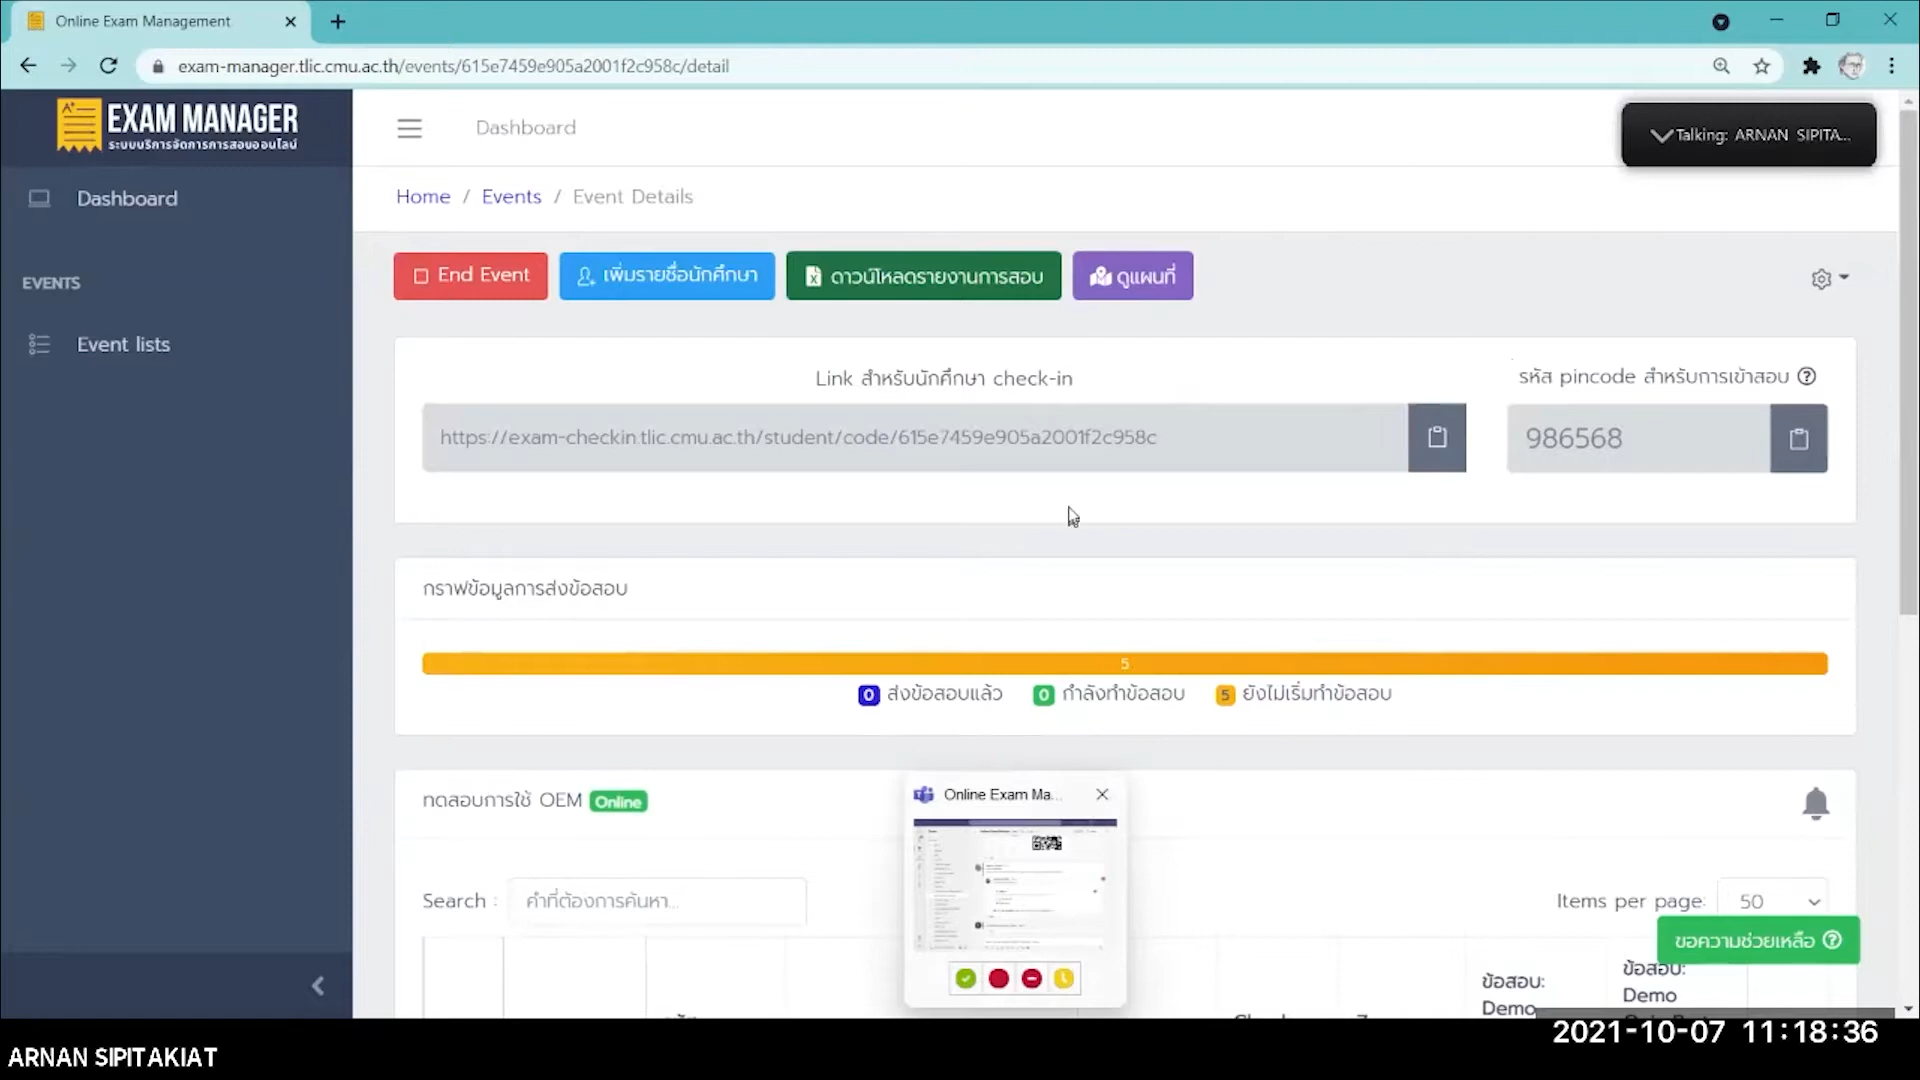 Online Exam Management
exam-manager.tlic.cmu.ac.th/events/615e7459e905a2001f2c958c/detail
EXAM MANAGER
ระบบบริการจัดการการสอบออนไลน์
Dashboard
Talking: ARNAN SIPITA...
Dashboard
Home / Events / Event Details
EVENTS
Event lists
End Event
เพิ่มรายชื่อนักศึกษา
ดาวน์โหลดรายงานการสอบ
ดูแผนที่
Link สำหรับนักศึกษา check-in
รหัส pincode สำหรับการเข้าสอบ
https://exam-checkin.tlic.cmu.ac.th/student/code/615e7459e905a2001f2c958c
986568
กราฟข้อมูลการส่งข้อสอบ
5
0 ส่งข้อสอบแล้ว 0 กำลังทำข้อสอบ 5 ยังไม่เริ่มทำข้อสอบ
ทดสอบการใช้ OEM Online
Online Exam Ma...
Search :
คำที่ต้องการค้นหา...
Items per page: 50
ขอความช่วยเหลือ
ข้อสอบ:
Demo
ข้อสอบ:
Demo
2021-10-07 11:18:36
ARNAN SIPITAKIAT